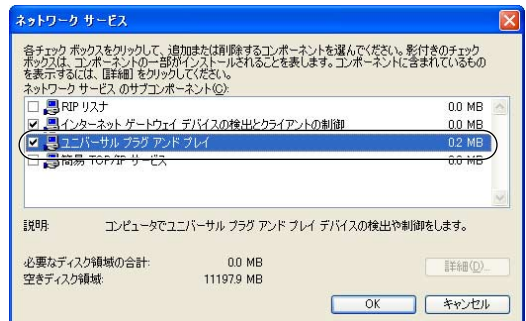 ネットワーク サービス
各チェック ボックスをクリックして、追加または削除するコンポーネントを選んでください。影付きのチェック
ボックスは、コンポーネントの一部がインストールされることを表します。コンポーネントに含まれているもの
を表示するには、[詳細] をクリックしてください。
ネットワーク サービス のサブコンポーネント(C):
RIP リスナ 0.0 MB
インターネット ゲートウェイ デバイスの検出とクライアントの制御 0.0 MB
ユニバーサル プラグ アンド プレイ 0.2 MB
簡易 TCP/IP サービス 0.0 MB
説明: コンピュータでユニバーサル プラグ アンド プレイ デバイスの検出や制御をします。
必要なディスク領域の合計: 0.0 MB
空きディスク領域: 11197.9 MB
詳細(D)...
OK キャンセル